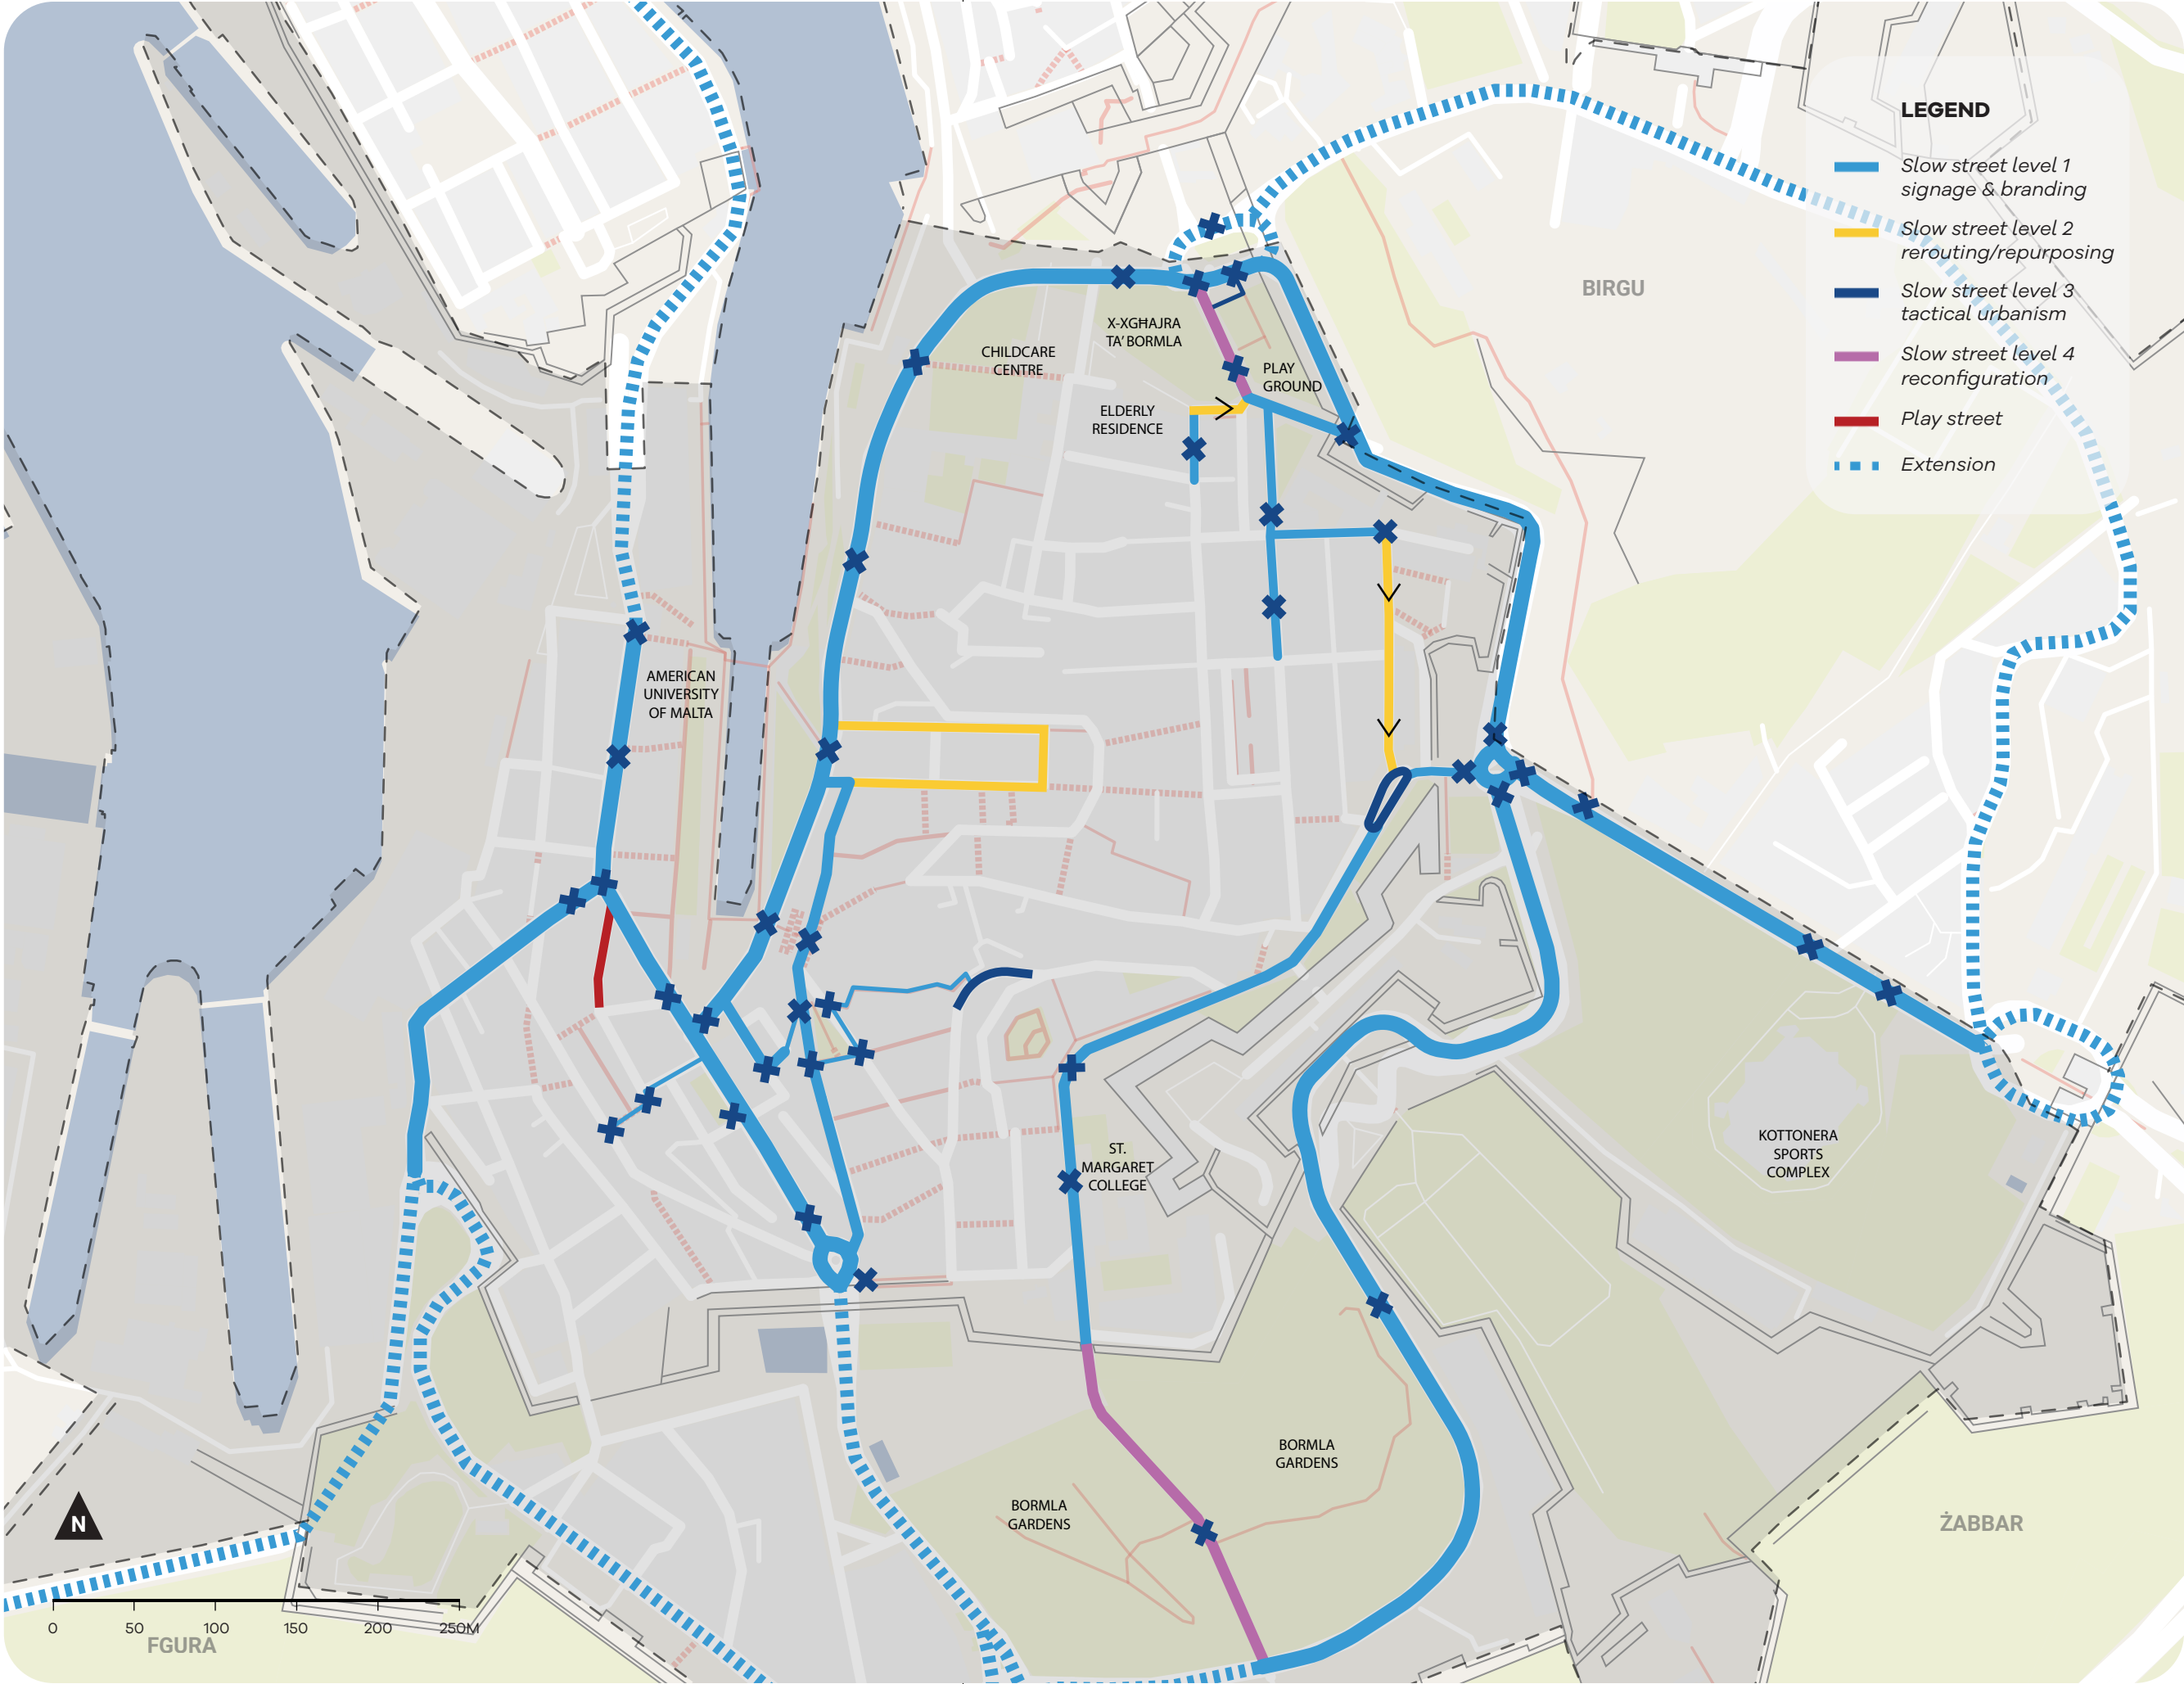 LEGEND
Slow street level 1
signage & branding
Slow street level 2
rerouting/repurposing
Slow street level 3
tactical urbanism
Slow street level 4
reconfiguration
Play street
Extension
BIRGU
X-XGĦAJRA
TA' BORMLA
CHILDCARE
CENTRE
PLAY
GROUND
ELDERLY
RESIDENCE
AMERICAN
UNIVERSITY
OF MALTA
ST.
MARGARET
COLLEGE
KOTTONERA
SPORTS
COMPLEX
BORMLA
GARDENS
BORMLA
GARDENS
ŻABBAR
N
0 50 100 150 200 250M
FGURA